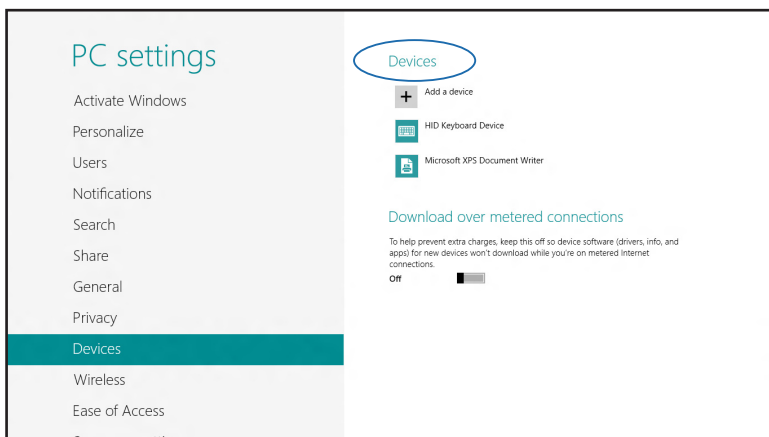 PC settings
Activate Windows
Personalize
Users
Notifications
Search
Share
General
Privacy
Devices
Wireless
Ease of Access
Devices
Add a device
HID Keyboard Device
Microsoft XPS Document Writer
Download over metered connections
To help prevent extra charges, keep this off so device software (drivers, info, and
apps) for new devices won't download while you're on metered Internet
connections.
Off